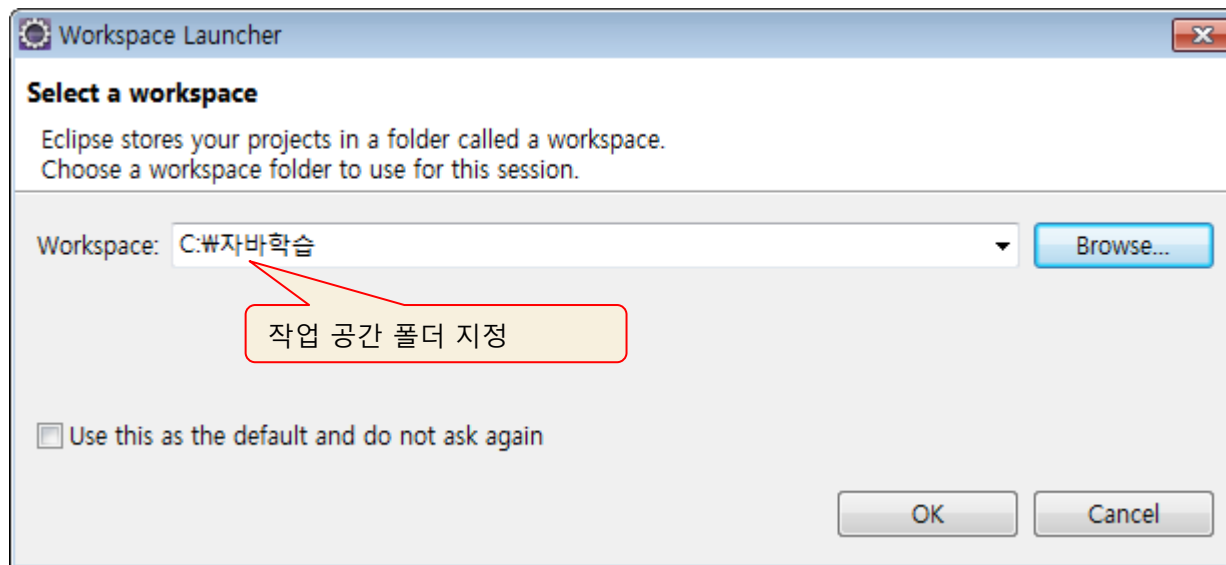 Workspace Launcher
Select a workspace
Eclipse stores your projects in a folder called a workspace.
Choose a workspace folder to use for this session.
Workspace: C:₩자바학습 Browse...
작업 공간 폴더 지정
Use this as the default and do not ask again
OK Cancel